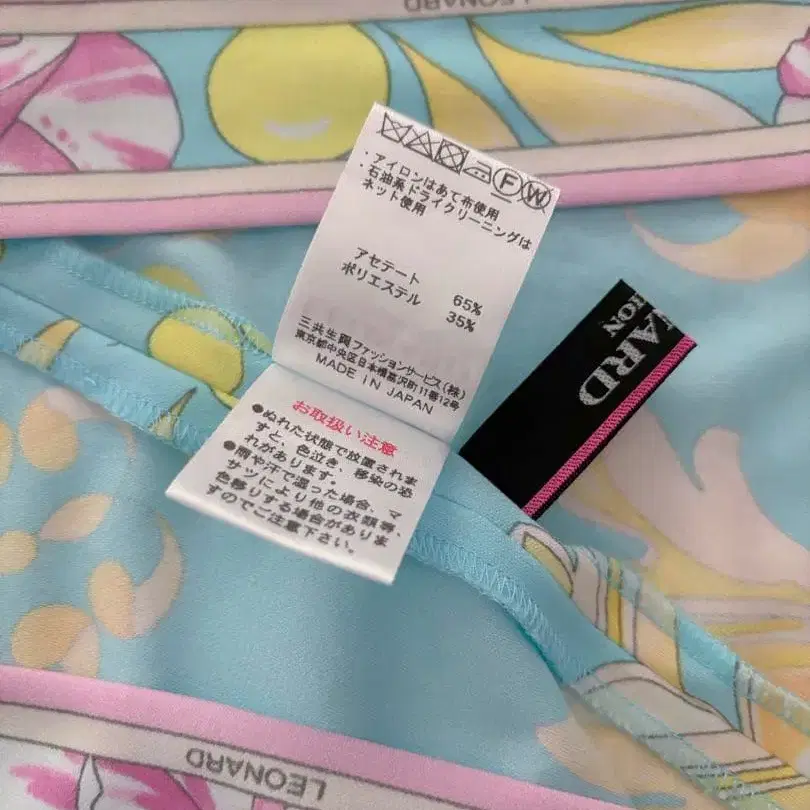 LEONARD
F W
・アイロンはあて布使用
・石油系ドライクリーニングは
ネット使用
アセテート 65%
ポリエステル 35%
三共生興ファッションサービス(株)
東京都中央区日本橋富沢町11番12号
MADE IN JAPAN
お取扱い注意
●ぬれた状態で放置されま
すと、色泣き、移染の恐
れがあります。
●雨や汗で湿った場合、マ
サツにより他の衣類等、
色移りする場合がありま
すのでご注意下さい。
NARD
ION
LEONARD